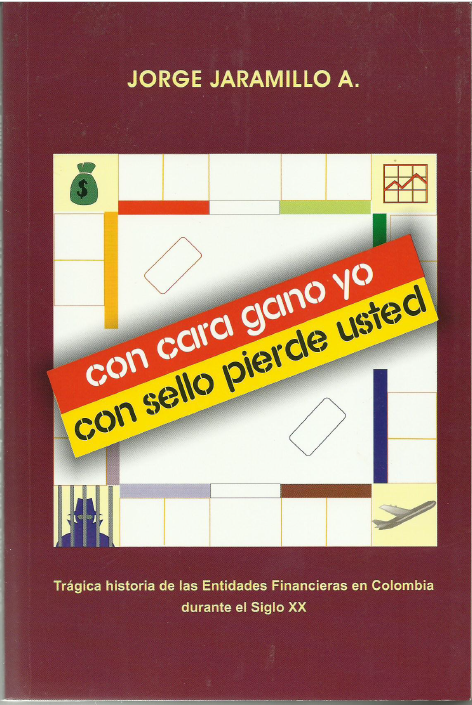 JORGE JARAMILLO A.
$
con cara gano yo
con sello pierde usted
Trágica historia de las Entidades Financieras en Colombia
durante el Siglo XX